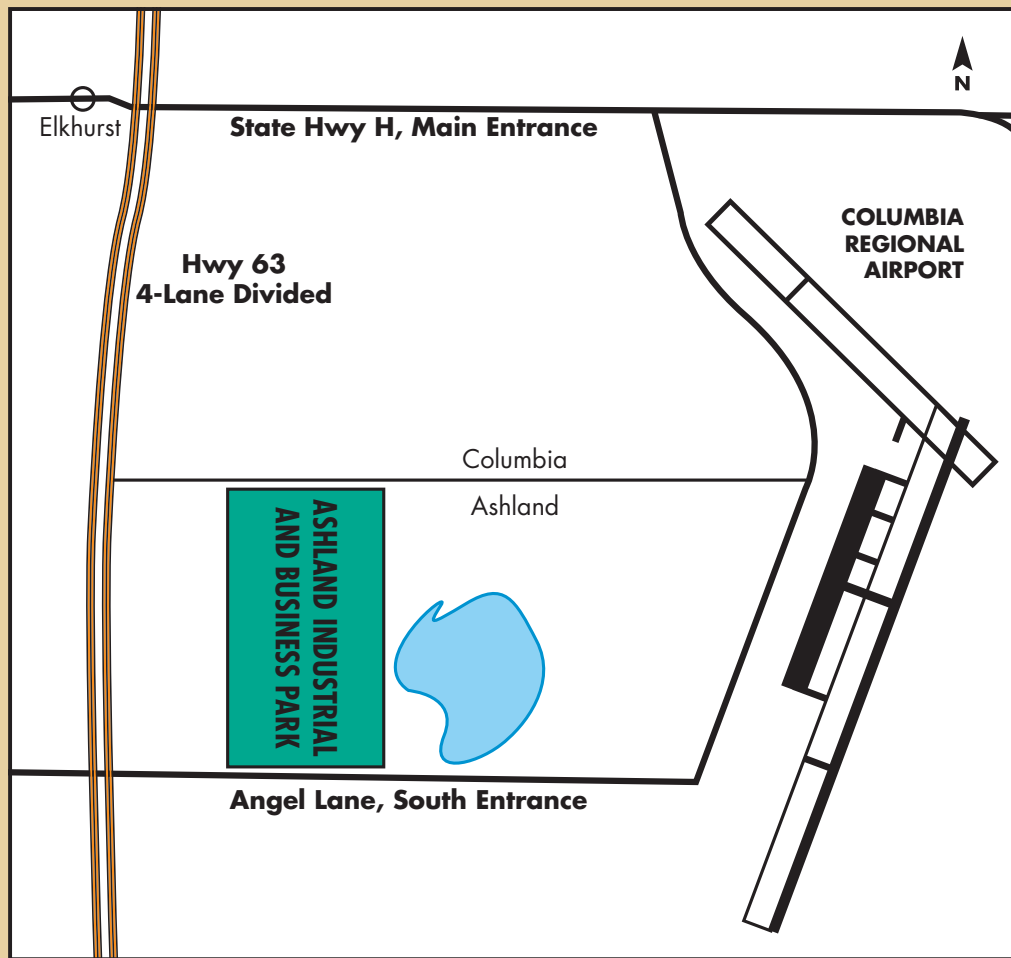 N
Elkhurst
State Hwy H, Main Entrance
COLUMBIA
REGIONAL
AIRPORT
Hwy 63
4-Lane Divided
Columbia
Ashland
ASHLAND INDUSTRIAL
AND BUSINESS PARK
Angel Lane, South Entrance